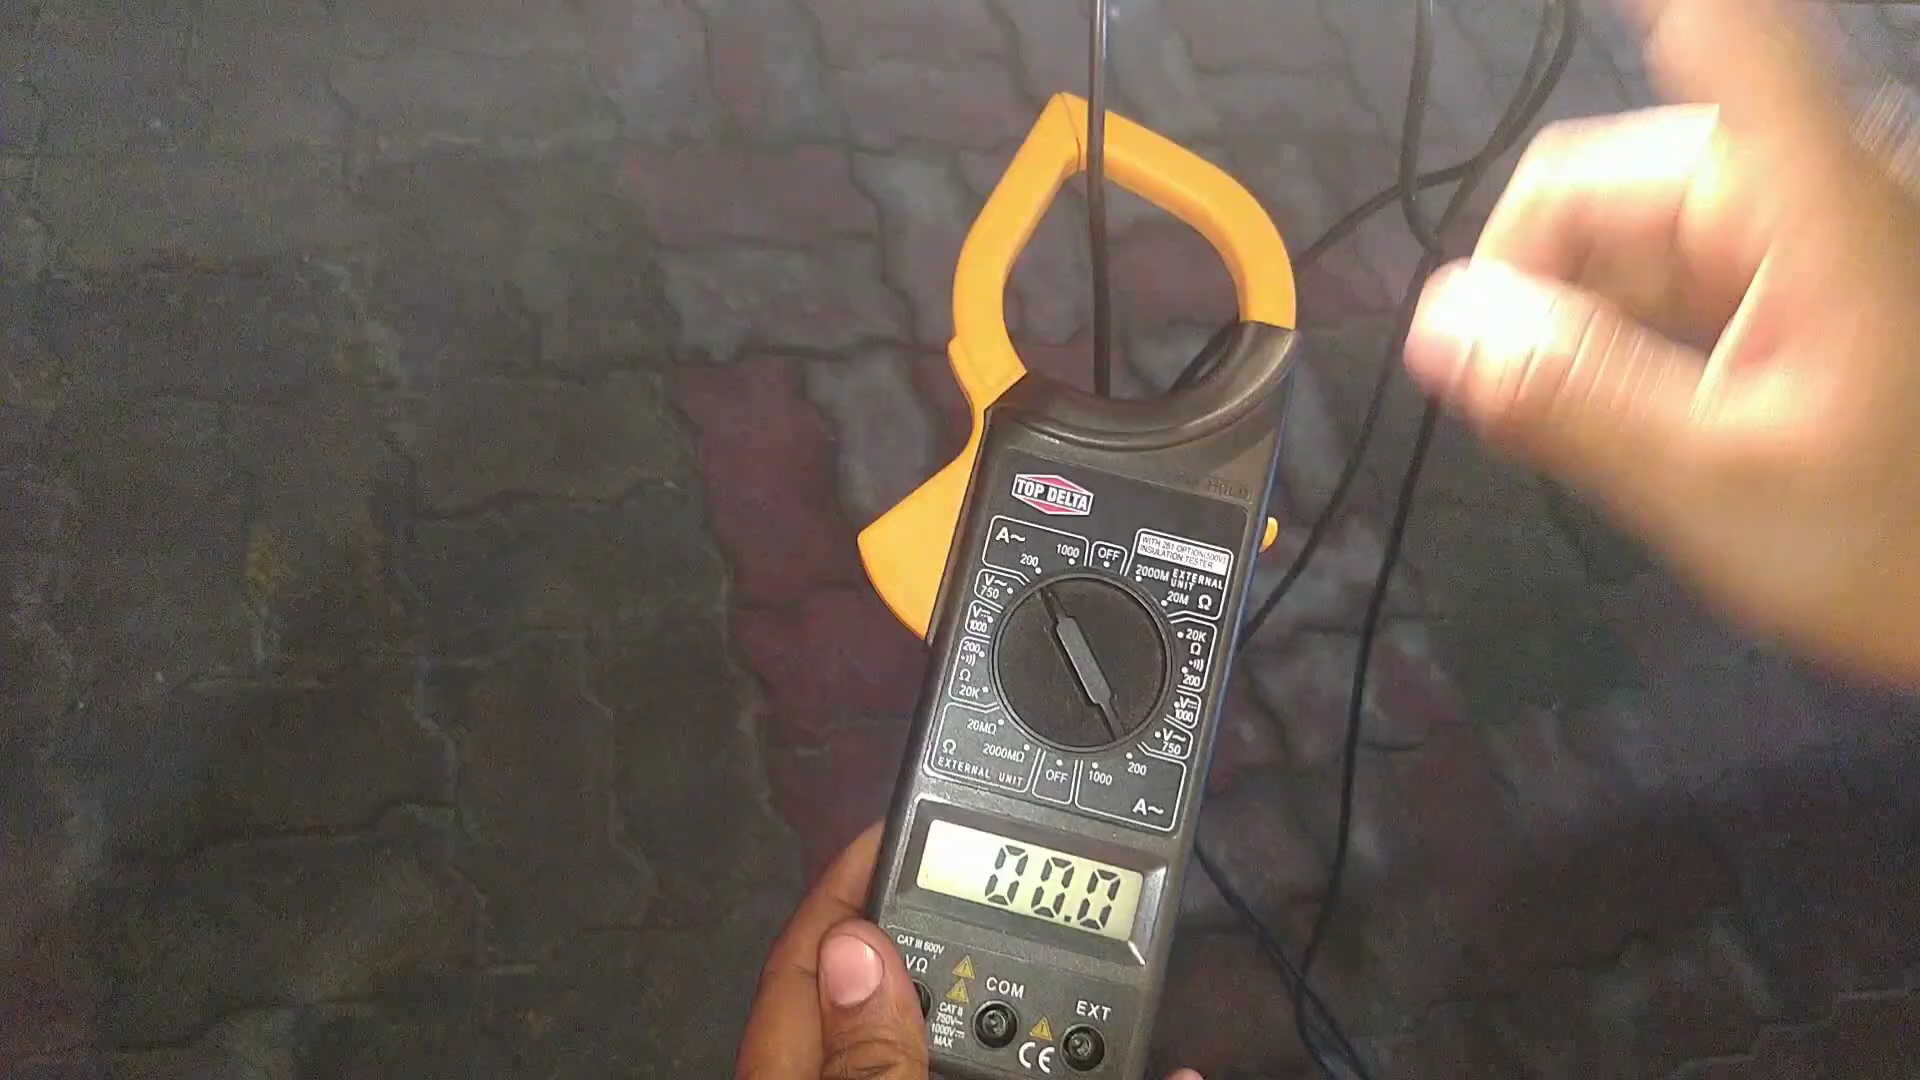 HOLD
TOP DELTA
A~
1000
200
OFF
WITH 261 OPTION(500V)
INSULATION TESTER
2000M EXTERNAL
UNIT
20M Ω
V~
750
V⎓
1000
200
Ω
20K
20K
Ω
200
V⎓
1000
V~
750
20MΩ
2000MΩ
Ω
EXTERNAL UNIT
OFF
1000
200
A~
00.0
CAT III 600V
VΩ
COM
EXT
CAT II
750V~
1000V⎓
MAX
CE